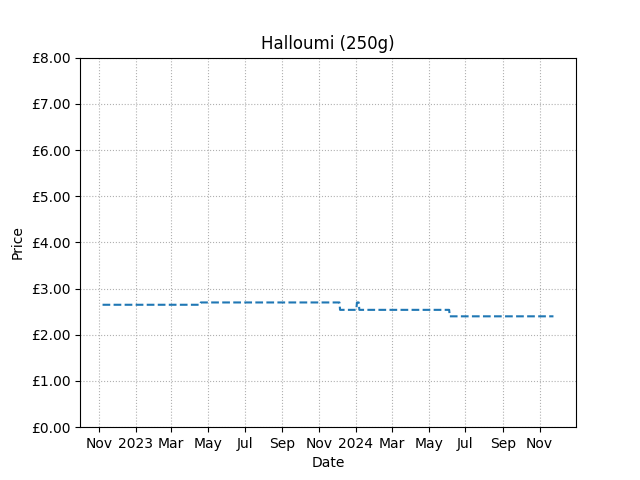 Halloumi (250g)
£8.00
£7.00
£6.00
£5.00
£4.00
£3.00
£2.00
£1.00
£0.00
Price
Nov 2023 Mar May Jul Sep Nov 2024 Mar May Jul Sep Nov
Date